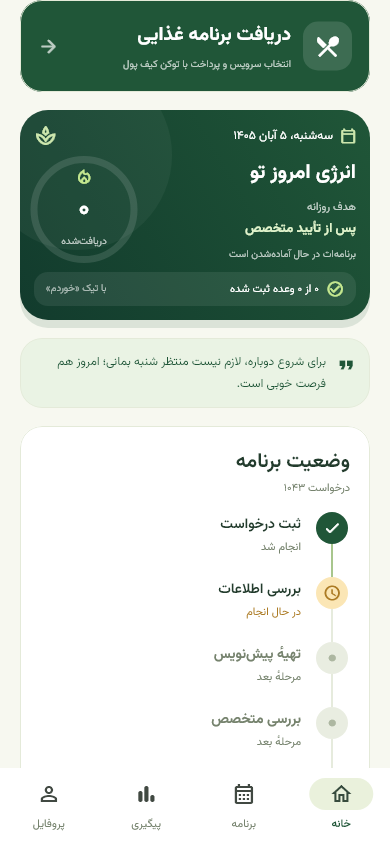 دریافت برنامه غذایی
انتخاب سرویس و پرداخت با توکن کیف پول
سه‌شنبه، ۵ آبان ۱۴۰۵
انرژی امروز تو
هدف روزانه
پس از تأیید متخصص
برنامه‌ات در حال آماده‌شدن است
۰
دریافت‌شده
۰ از ۰ وعده ثبت شده
با تیک «خوردم»
برای شروع دوباره، لازم نیست منتظر شنبه بمانی؛ امروز هم
فرصت خوبی است.
وضعیت برنامه
درخواست ۱۰۴۳
ثبت درخواست
انجام شد
بررسی اطلاعات
در حال انجام
تهیهٔ پیش‌نویس
مرحلهٔ بعد
بررسی متخصص
مرحلهٔ بعد
خانه
برنامه
پیگیری
پروفایل